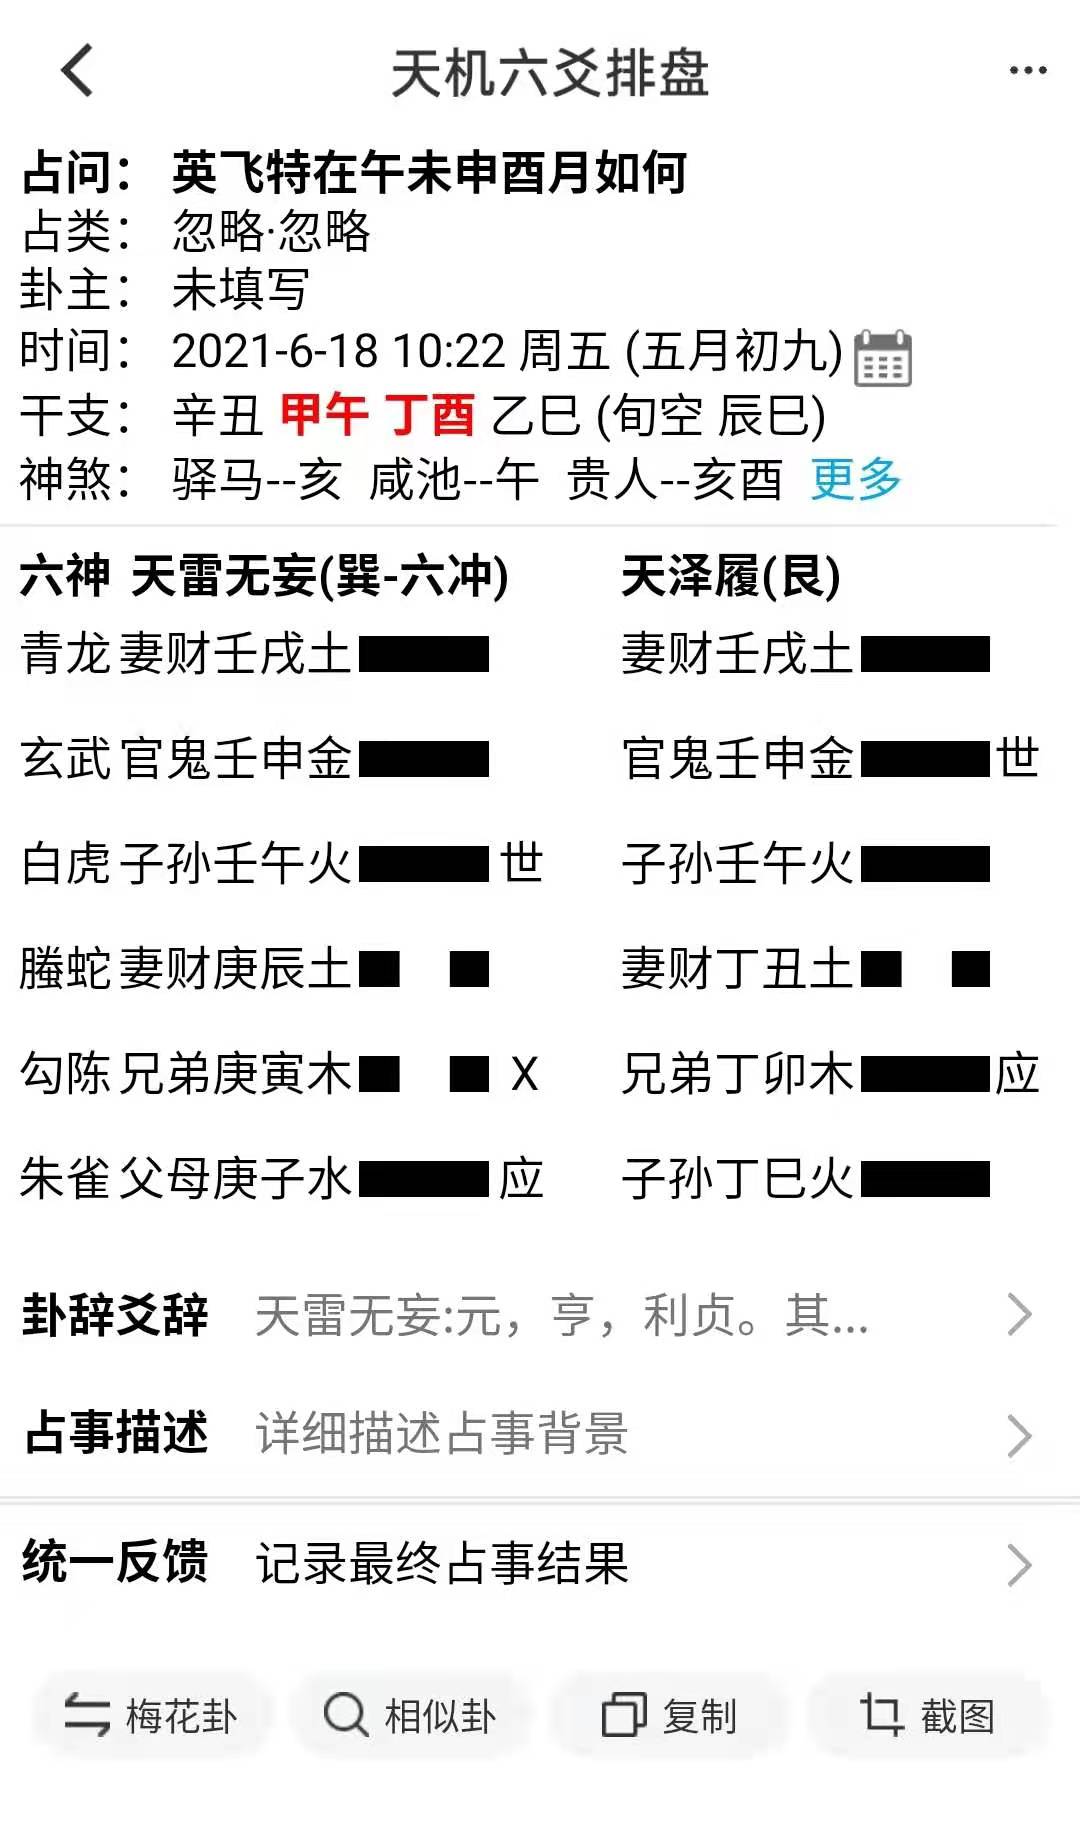 天机六爻排盘
占问： 英飞特在午未申酉月如何
占类： 忽略·忽略
卦主： 未填写
时间： 2021-6-18 10:22 周五 (五月初九)
干支： 辛丑 甲午 丁酉 乙巳 (旬空 辰巳)
神煞： 驿马--亥 咸池--午 贵人--亥酉 更多
六神 天雷无妄(巽-六冲) 天泽履(艮)
青龙 妻财壬戌土 妻财壬戌土
玄武 官鬼壬申金 官鬼壬申金 世
白虎 子孙壬午火 世 子孙壬午火
螣蛇 妻财庚辰土 妻财丁丑土
勾陈 兄弟庚寅木 X 兄弟丁卯木 应
朱雀 父母庚子水 应 子孙丁巳火
卦辞爻辞 天雷无妄:元，亨，利贞。其...
占事描述 详细描述占事背景
统一反馈 记录最终占事结果
梅花卦 相似卦 复制 截图